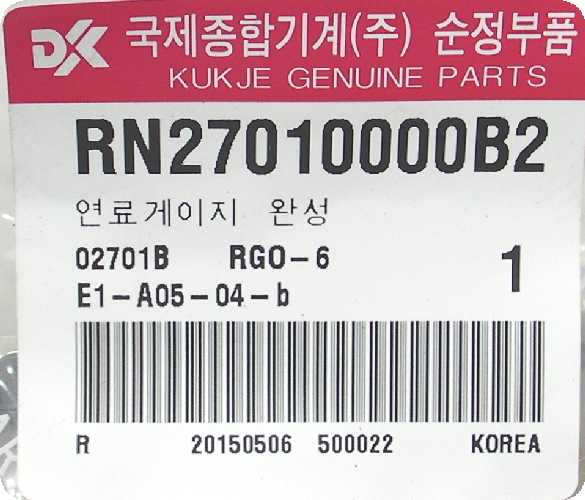 DK 국제종합기계(주) 순정부품
KUKJE GENUINE PARTS
RN27010000B2
연료게이지 완성
02701B RGO-6
E1-A05-04-b 1
R 20150506 500022 KOREA